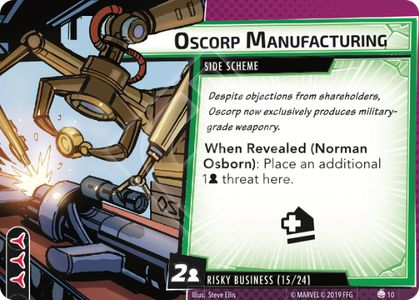 OSCORP MANUFACTURING
SIDE SCHEME
Despite objections from shareholders,
Oscorp now exclusively produces military-
grade weaponry.
When Revealed (Norman
Osborn): Place an additional
1 threat here.
2
RISKY BUSINESS (15/24)
Illus. Steve Ellis © MARVEL © 2019 FFG 10